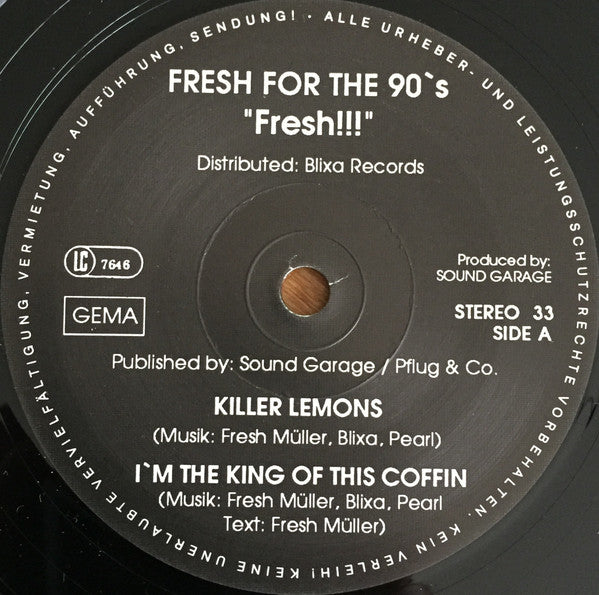 FRESH FOR THE 90`s
"Fresh!!!"
Distributed: Blixa Records
LC 7646
GEMA
Produced by:
SOUND GARAGE
STEREO 33
SIDE A
Published by: Sound Garage / Pflug & Co.
KILLER LEMONS
(Musik: Fresh Müller, Blixa, Pearl)
I`M THE KING OF THIS COFFIN
(Musik: Fresh Müller, Blixa, Pearl
Text: Fresh Müller)
· ALLE URHEBER- UND LEISTUNGSSCHUTZRECHTE VORBEHALTEN. KEIN VERLEIH! KEINE UNERLAUBTE VERVIELFÄLTIGUNG, VERMIETUNG, AUFFÜHRUNG, SENDUNG!